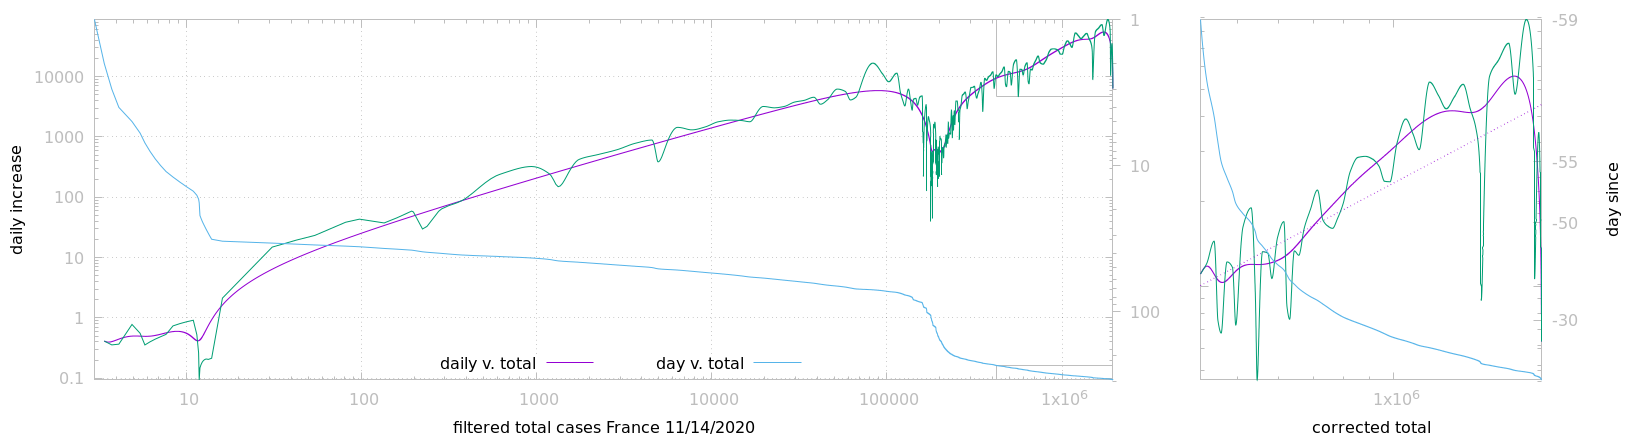 daily increase
10000
1000
100
10
1
0.1
10
100
1000
10000
100000
1x10⁶
1
10
100
daily v. total
day v. total
filtered total cases France 11/14/2020
-59
-55
-50
-30
day since
1x10⁶
corrected total